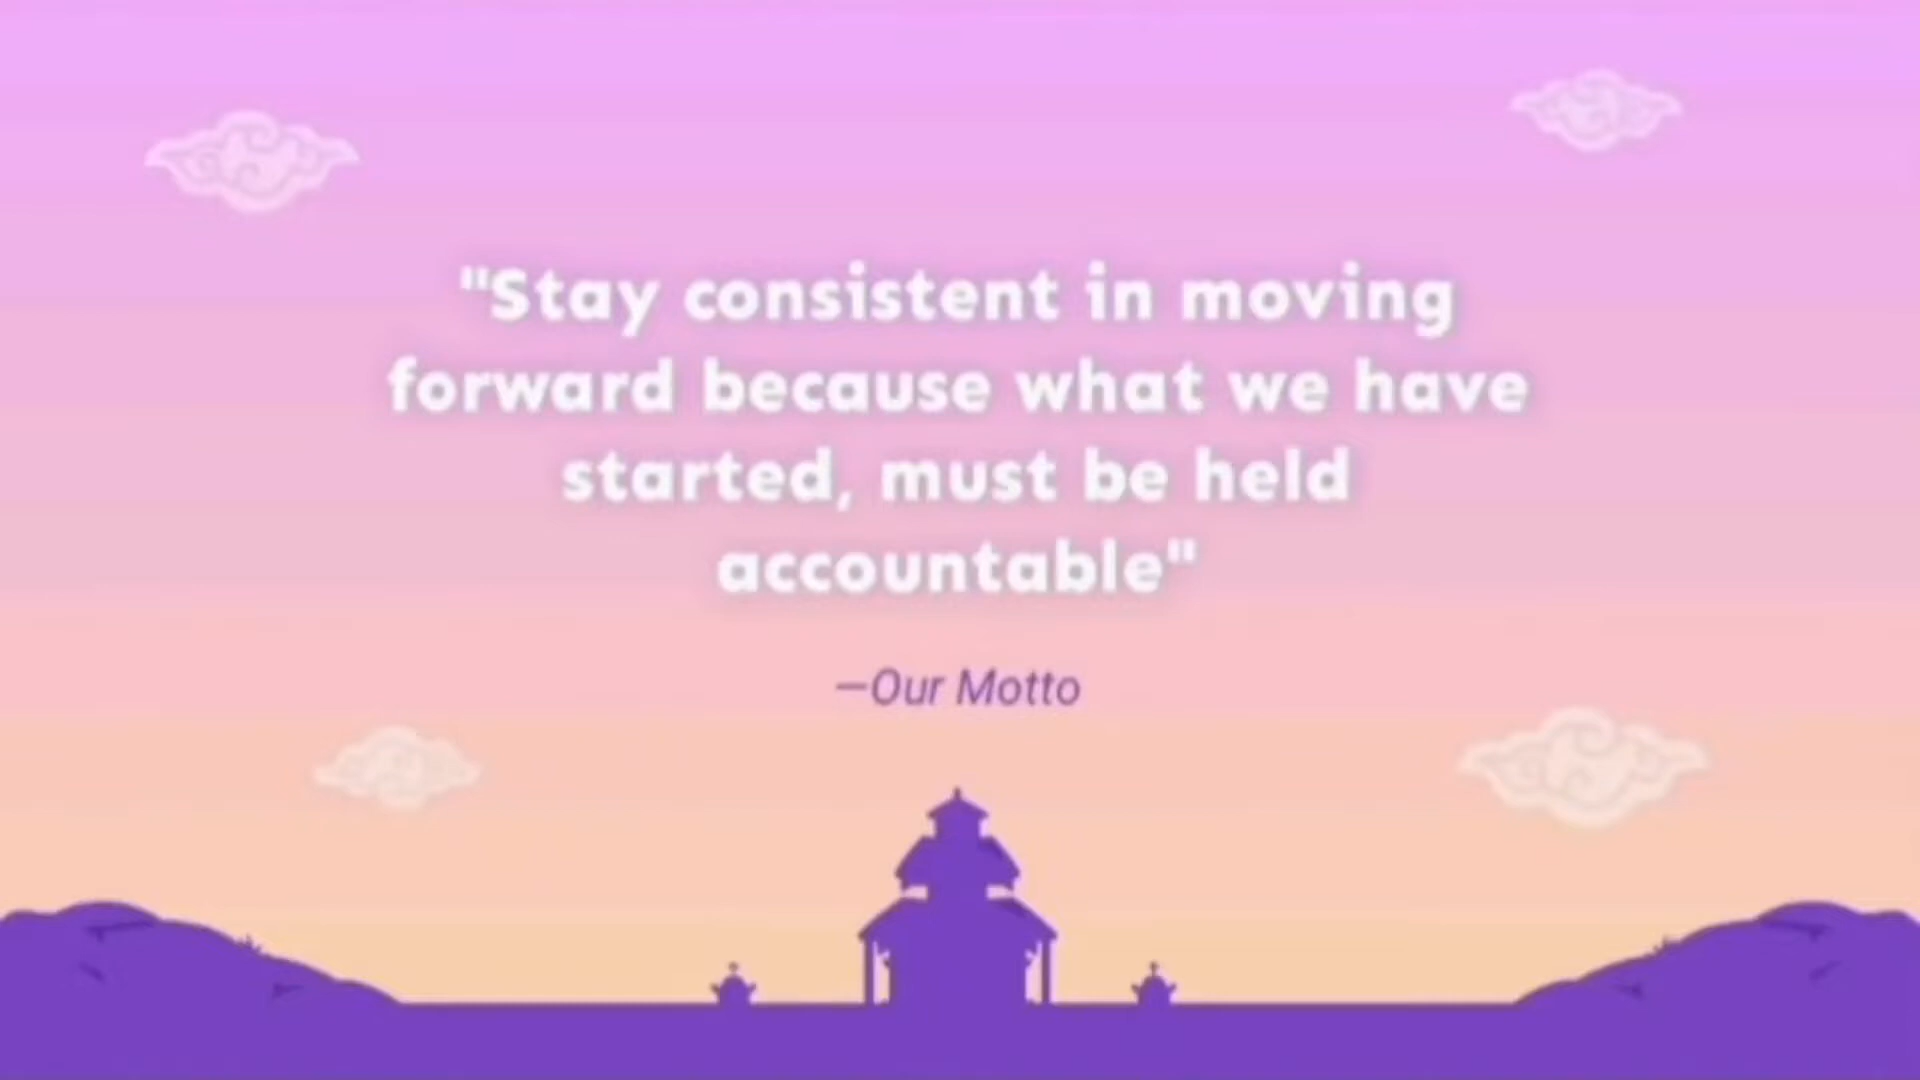 "Stay consistent in moving
forward because what we have
started, must be held
accountable"
—Our Motto